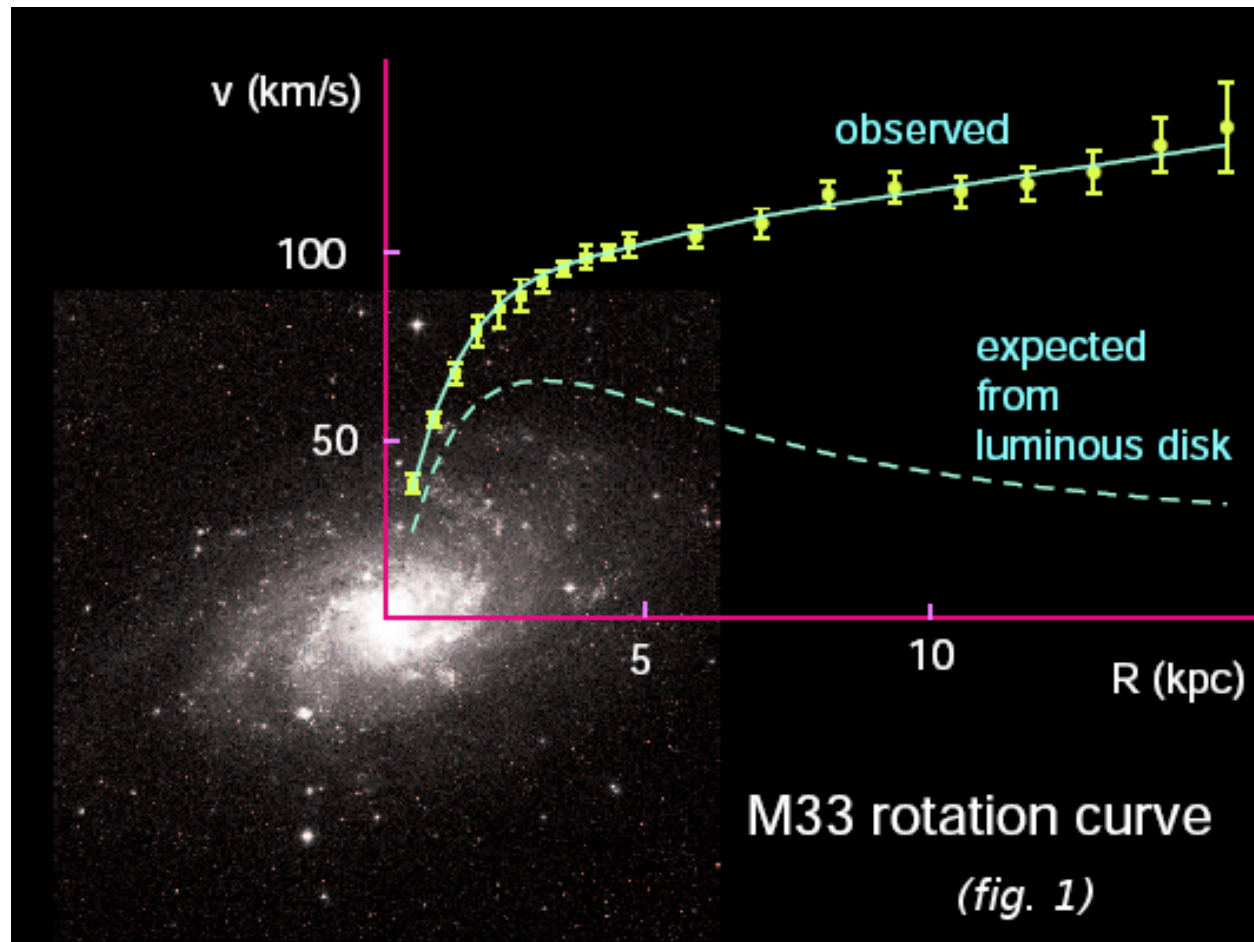 v (km/s)
observed
100
expected
from
luminous disk
50
5
10
R (kpc)
M33 rotation curve
(fig. 1)